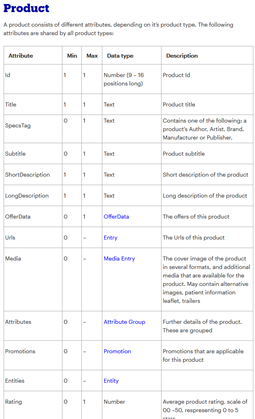 Product
A product consists of different attributes, depending on it's product type. The following
attributes are shared by all product types:
Attribute Min Max Data type Description
Id 1 1 Number (9 – 16 Product Id
positions long)
Title 1 1 Text Product title
SpecsTag 0 1 Text Contains one of the following: a
product's Author, Artist, Brand,
Manufacturer or Publisher.
Subtitle 0 1 Text Product subtitle
ShortDescription 1 1 Text Short description of the product
LongDescription 1 1 Text Long description of the product
OfferData 0 1 OfferData The offers of this product
Urls 0 – Entry The Urls of this product
Media 0 – Media Entry The cover image of the product
in several formats, and additional
media that are available for the
product. May contain alternative
images, patient information
leaflet, trailers
Attributes 0 – Attribute Group Further details of the product.
These are grouped
Promotions 0 – Promotion Promotions that are applicable
for this product
Entities 0 – Entity
Rating 0 1 Number Average product rating, scale of
00 -50, respresenting 0 to 5